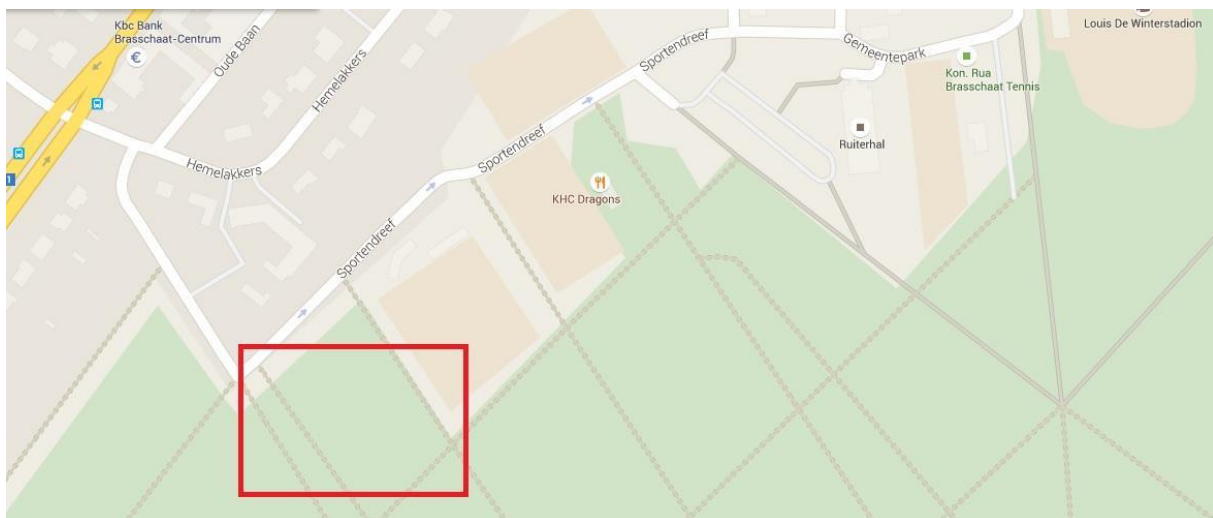 Kbc Bank
Brasschaat-Centrum
€
Oude Baan
Hemelakkers
Hemelakkers
1
Sportendreef
Sportendreef
Sportendreef
KHC Dragons
Gemeentepark
Kon. Rua
Brasschaat Tennis
Ruiterhal
Louis De Winterstadion